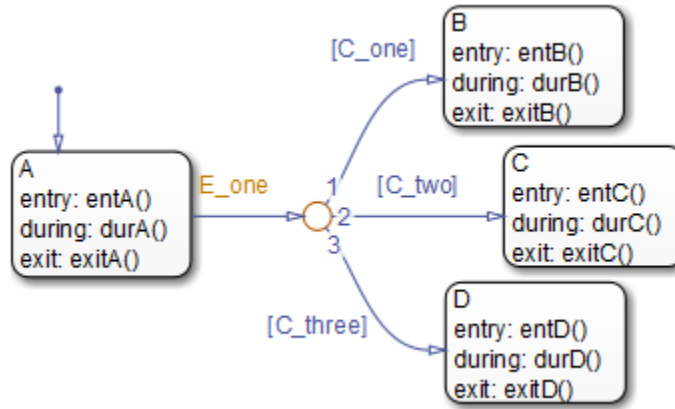 B
entry: entB()
during: durB()
exit: exitB()
[C_one]
A
entry: entA()
during: durA()
exit: exitA()
E_one
1
2
3
[C_two]
C
entry: entC()
during: durC()
exit: exitC()
[C_three]
D
entry: entD()
during: durD()
exit: exitD()